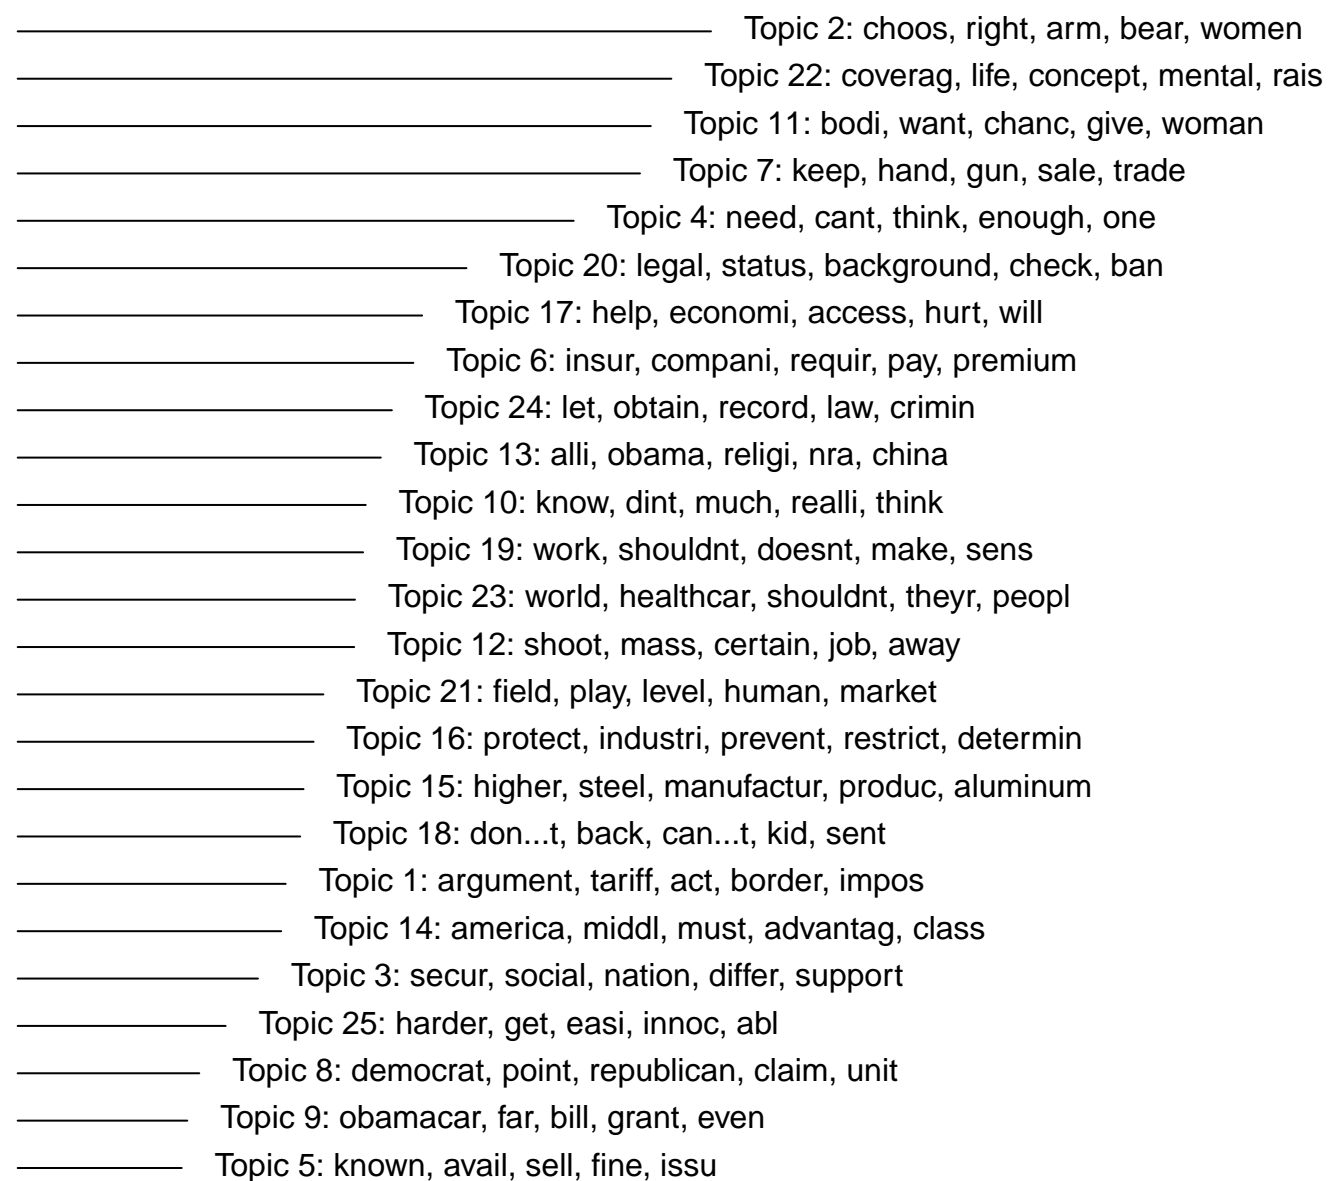 Topic 2: choos, right, arm, bear, women
Topic 22: coverag, life, concept, mental, rais
Topic 11: bodi, want, chanc, give, woman
Topic 7: keep, hand, gun, sale, trade
Topic 4: need, cant, think, enough, one
Topic 20: legal, status, background, check, ban
Topic 17: help, economi, access, hurt, will
Topic 6: insur, compani, requir, pay, premium
Topic 24: let, obtain, record, law, crimin
Topic 13: alli, obama, religi, nra, china
Topic 10: know, dint, much, realli, think
Topic 19: work, shouldnt, doesnt, make, sens
Topic 23: world, healthcar, shouldnt, theyr, peopl
Topic 12: shoot, mass, certain, job, away
Topic 21: field, play, level, human, market
Topic 16: protect, industri, prevent, restrict, determin
Topic 15: higher, steel, manufactur, produc, aluminum
Topic 18: don...t, back, can...t, kid, sent
Topic 1: argument, tariff, act, border, impos
Topic 14: america, middl, must, advantag, class
Topic 3: secur, social, nation, differ, support
Topic 25: harder, get, easi, innoc, abl
Topic 8: democrat, point, republican, claim, unit
Topic 9: obamacar, far, bill, grant, even
Topic 5: known, avail, sell, fine, issu